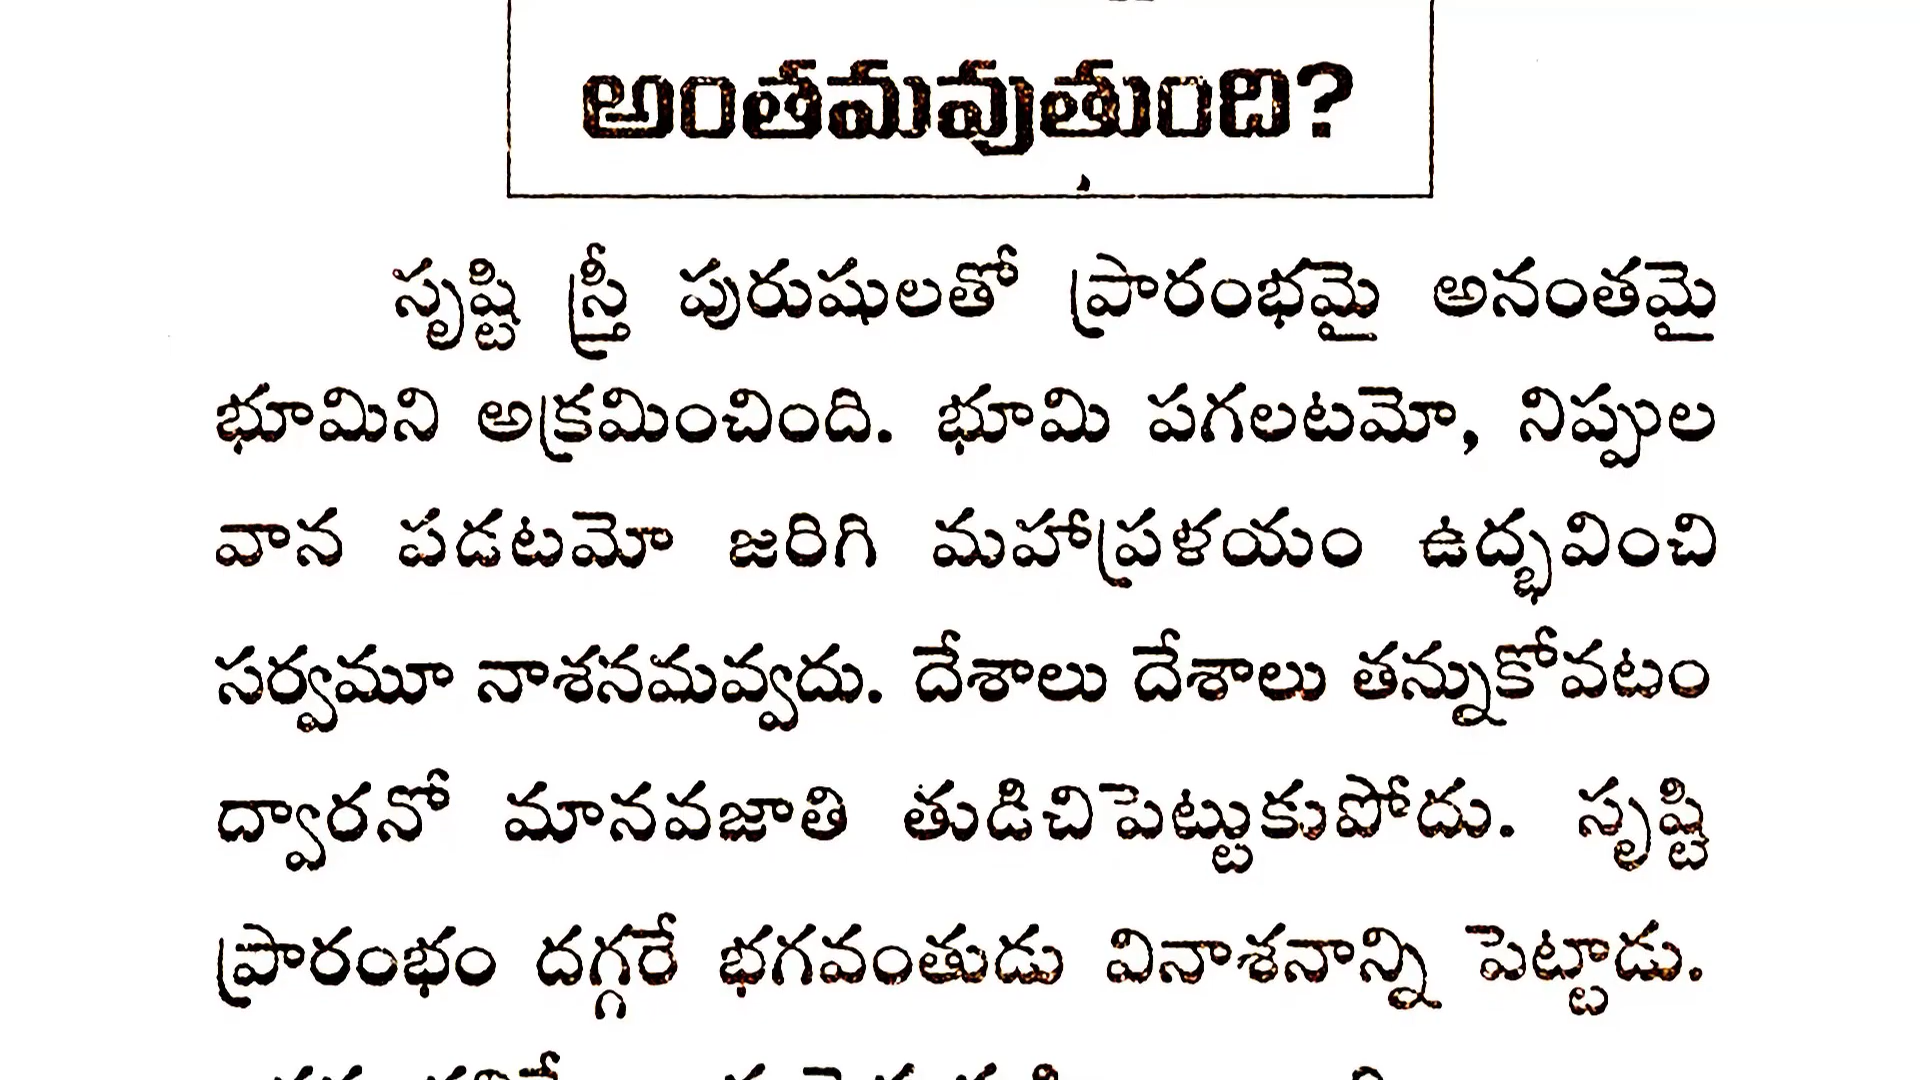 అంతమవుతుంది?
సృష్టి స్త్రీ పురుషులతో ప్రారంభమై అనంతమై
భూమిని అక్రమించింది. భూమి పగలటమో, నిప్పుల
వాన పడటమో జరిగి మహాప్రళయం ఉద్భవించి
సర్వమూ నాశనమవ్వదు. దేశాలు దేశాలు తన్నుకోవటం
ద్వారనో మానవజాతి తుడిచిపెట్టుకుపోదు. సృష్టి
ప్రారంభం దగ్గరే భగవంతుడు వినాశనాన్ని పెట్టాడు.